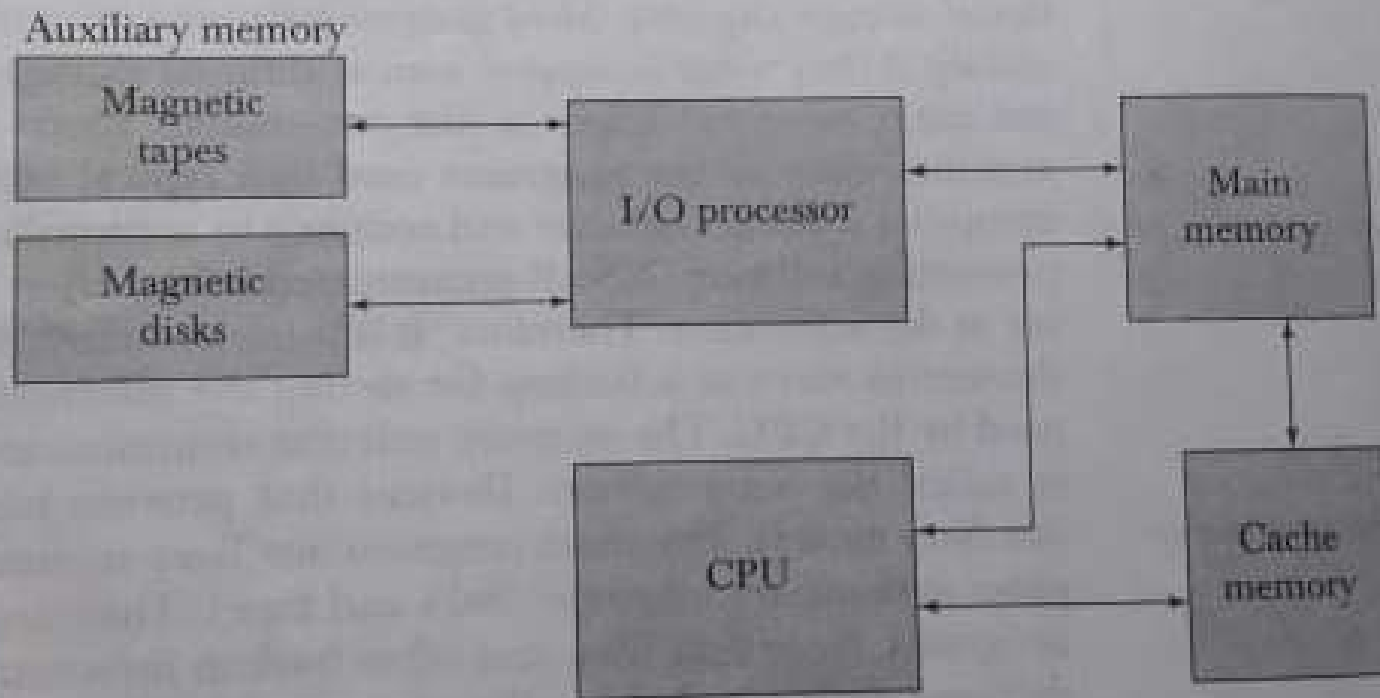 Auxiliary memory
Magnetic
tapes
I/O processor
Main
memory
Magnetic
disks
CPU
Cache
memory